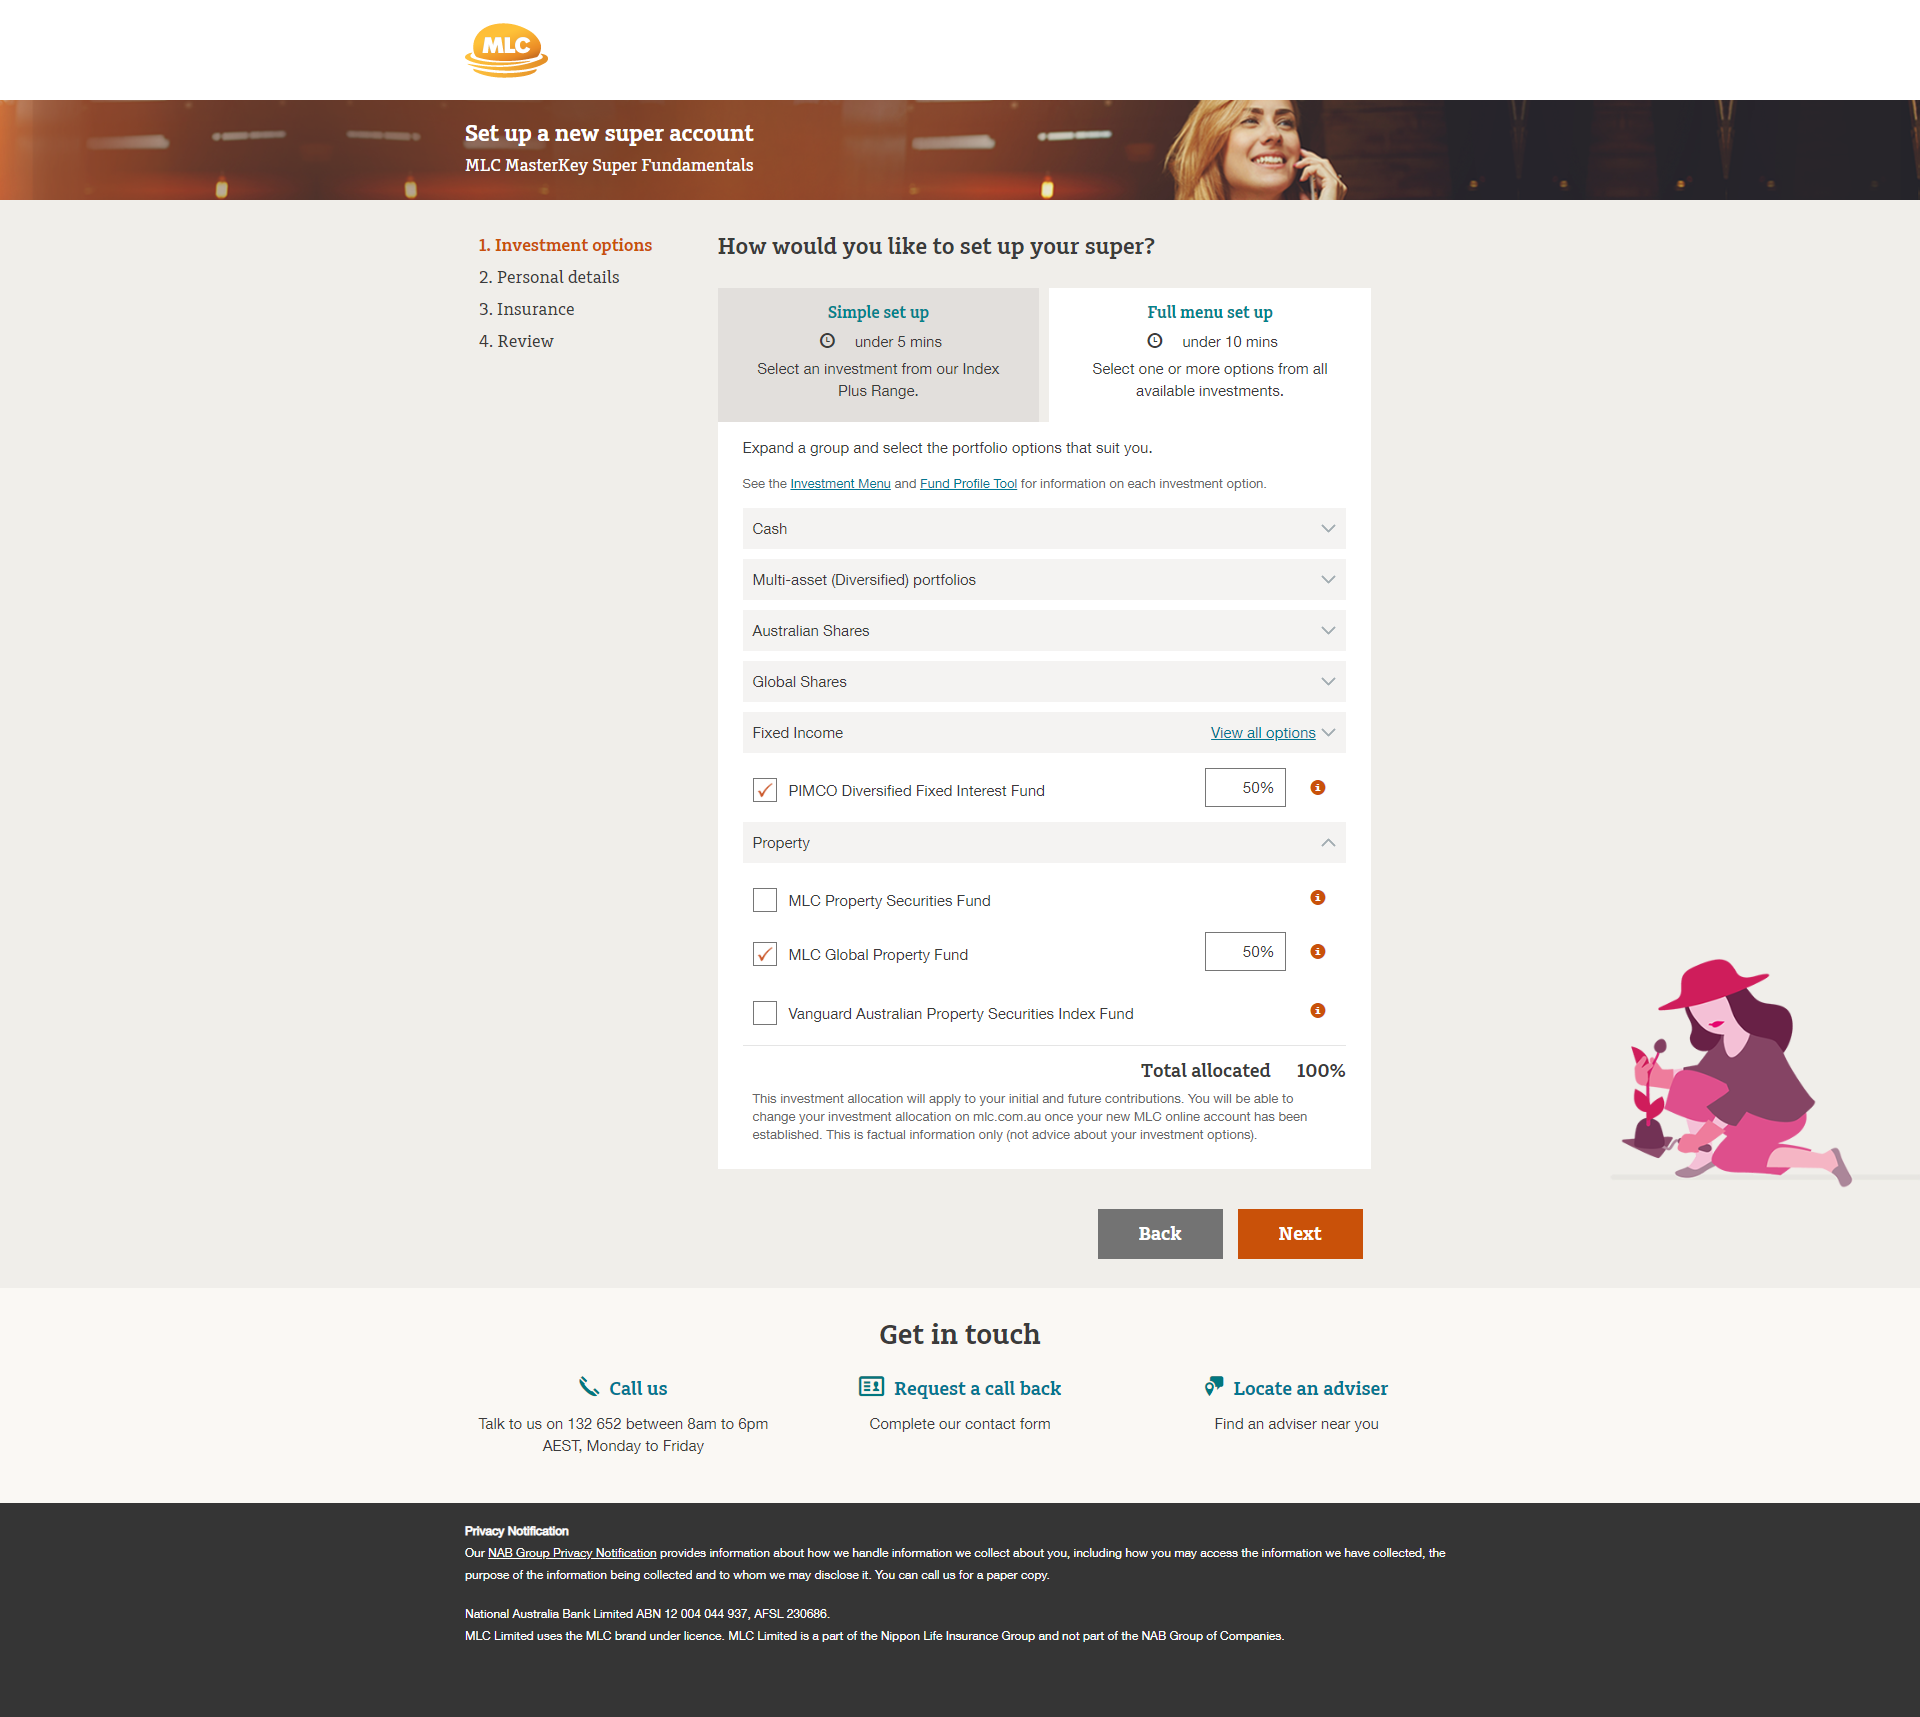 MLC
Set up a new super account
MLC MasterKey Super Fundamentals
1. Investment options
2. Personal details
3. Insurance
4. Review
How would you like to set up your super?
Simple set up
under 5 mins
Select an investment from our Index
Plus Range.
Full menu set up
under 10 mins
Select one or more options from all
available investments.
Expand a group and select the portfolio options that suit you.
See the Investment Menu and Fund Profile Tool for information on each investment option.
Cash
Multi-asset (Diversified) portfolios
Australian Shares
Global Shares
Fixed Income View all options
PIMCO Diversified Fixed Interest Fund 50%
Property
MLC Property Securities Fund
MLC Global Property Fund 50%
Vanguard Australian Property Securities Index Fund
Total allocated 100%
This investment allocation will apply to your initial and future contributions. You will be able to
change your investment allocation on mlc.com.au once your new MLC online account has been
established. This is factual information only (not advice about your investment options).
Back Next
Get in touch
Call us
Talk to us on 132 652 between 8am to 6pm
AEST, Monday to Friday
Request a call back
Complete our contact form
Locate an adviser
Find an adviser near you
Privacy Notification
Our NAB Group Privacy Notification provides information about how we handle information we collect about you, including how you may access the information we have collected, the
purpose of the information being collected and to whom we may disclose it. You can call us for a paper copy.
National Australia Bank Limited ABN 12 004 044 937, AFSL 230686.
MLC Limited uses the MLC brand under licence. MLC Limited is a part of the Nippon Life Insurance Group and not part of the NAB Group of Companies.